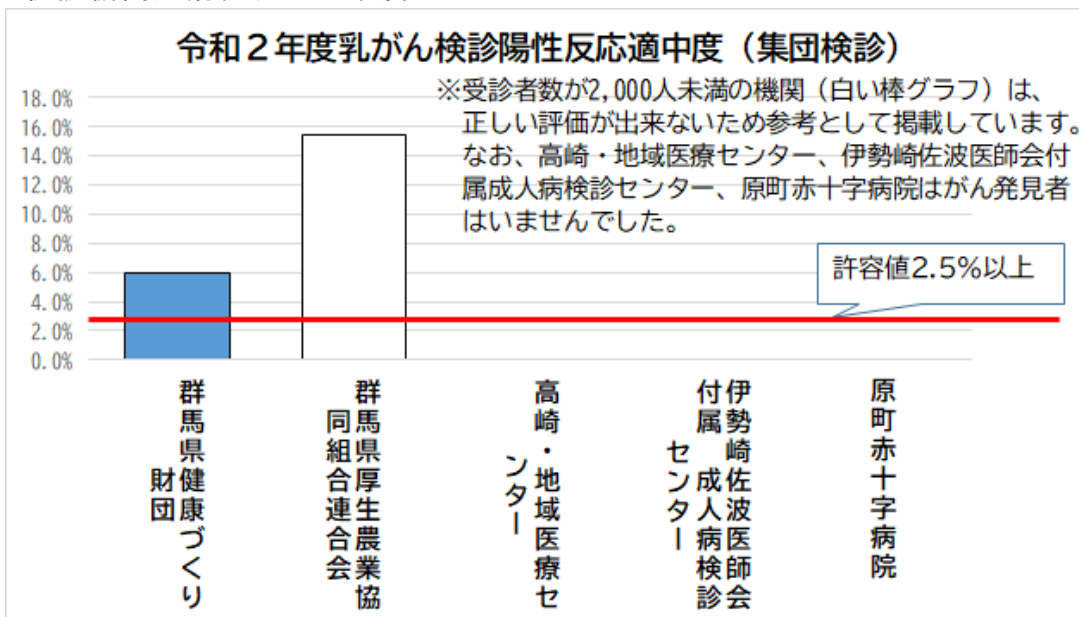 令和２年度乳がん検診陽性反応適中度（集団検診）
※受診者数が2,000人未満の機関（白い棒グラフ）は、
正しい評価が出来ないため参考として掲載しています。
なお、高崎・地域医療センター、伊勢崎佐波医師会付
属成人病検診センター、原町赤十字病院はがん発見者
はいませんでした。
18.0%
16.0%
14.0%
12.0%
10.0%
8.0%
6.0%
4.0%
2.0%
0.0%
許容値2.5%以上
群馬県健康づくり
財団
群馬県厚生農業協
同組合連合会
高崎・地域医療セ
ンター
伊勢崎佐波医師会
付属　成人病検診
センター
原町赤十字病院